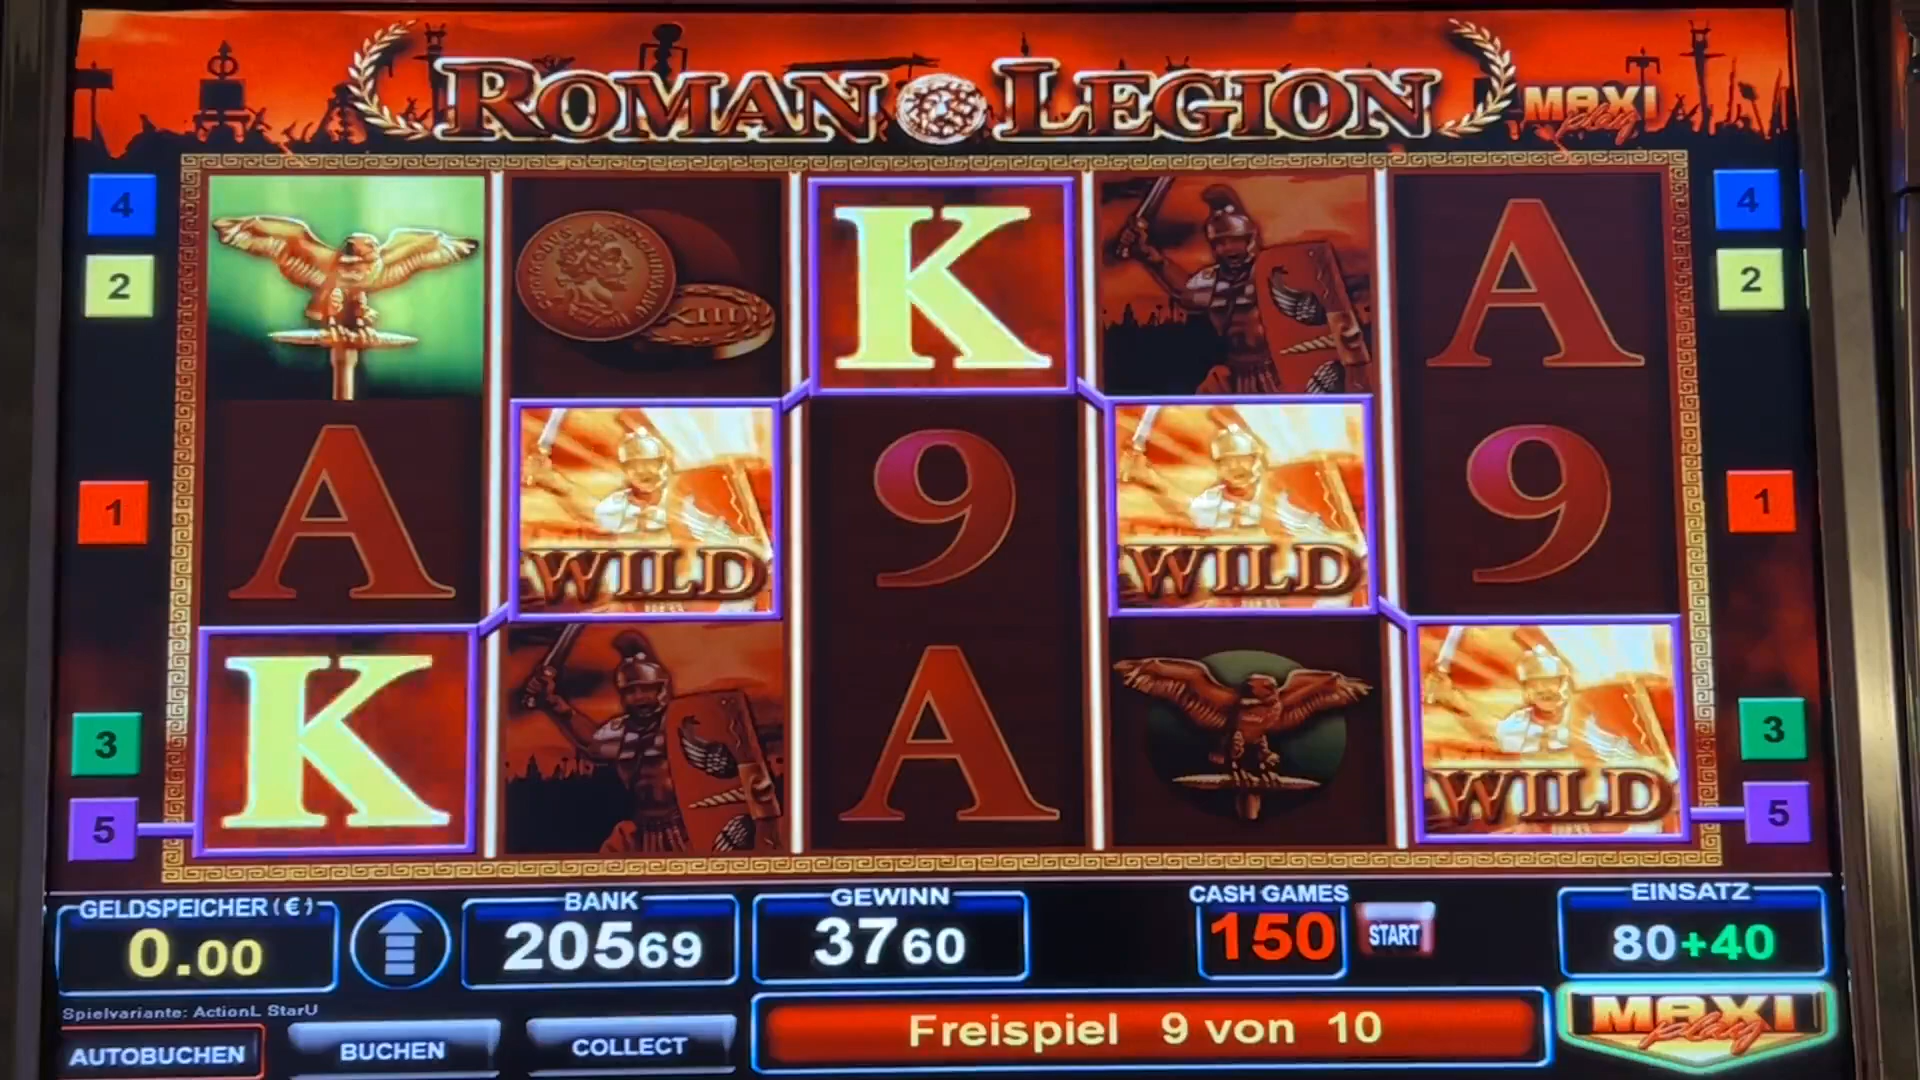 ROMAN LEGION MAXI play
4 K A 4
2 XIII 2
A 9 9
1 WILD WILD 1
K A WILD
3 3
5 5
GELDSPEICHER (€) BANK GEWINN CASH GAMES EINSATZ
0.00 20569 3760 150 START 80+40
Spielvariante: ActionL StarU
AUTOBUCHEN BUCHEN COLLECT Freispiel 9 von 10 MAXI play